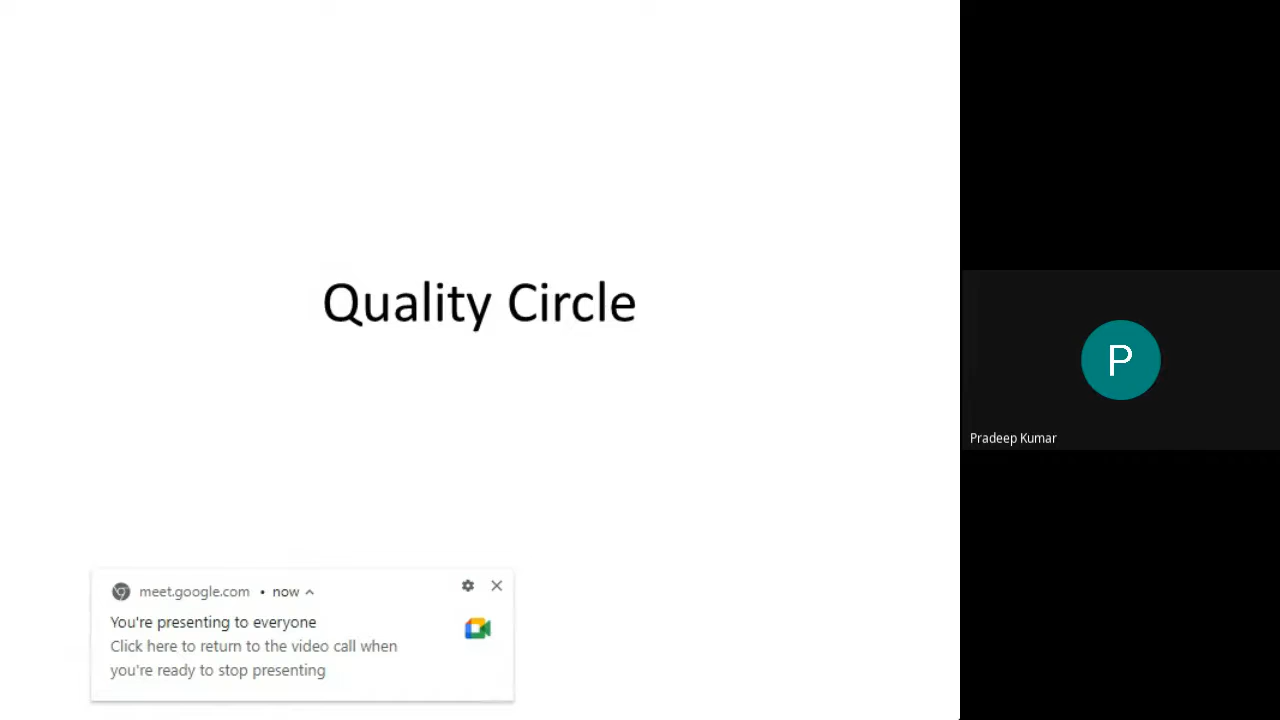 Quality Circle
P
Pradeep Kumar
meet.google.com • now
You're presenting to everyone
Click here to return to the video call when
you're ready to stop presenting